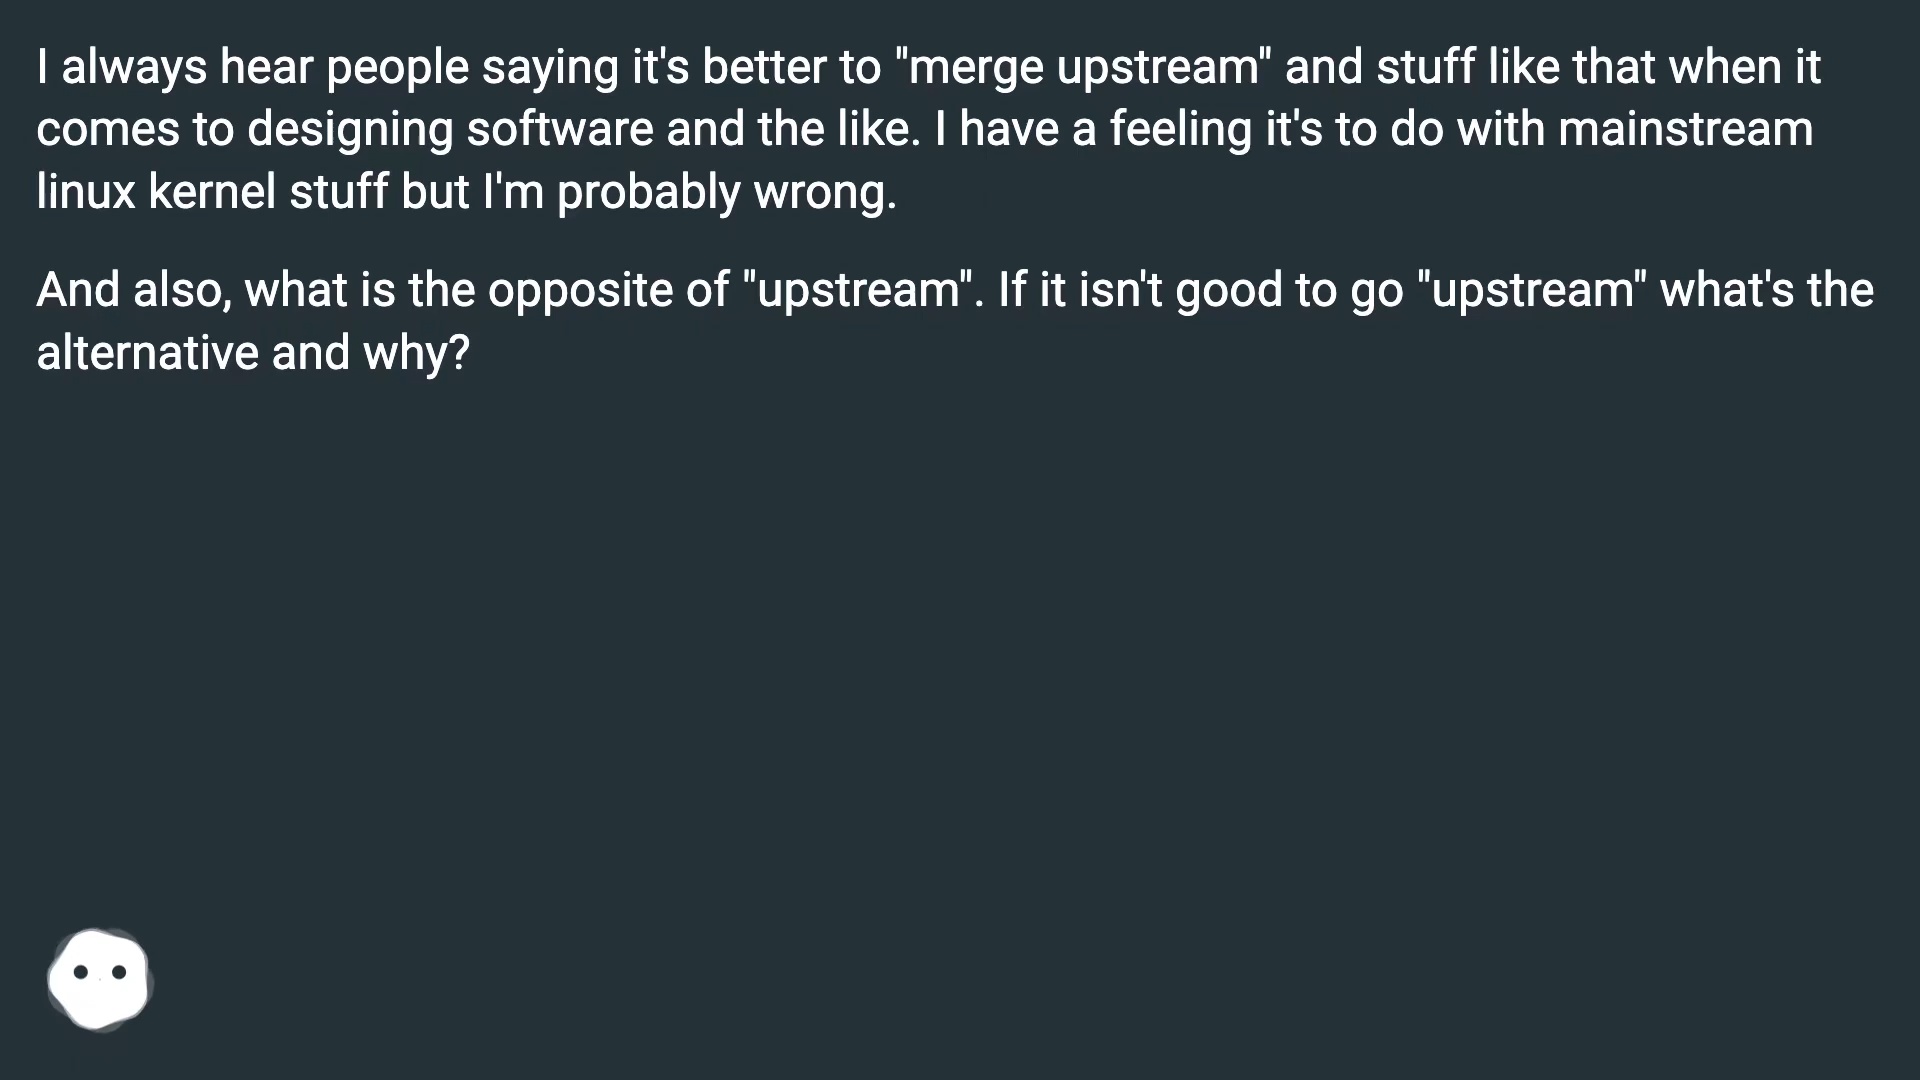 I always hear people saying it's better to "merge upstream" and stuff like that when it
comes to designing software and the like. I have a feeling it's to do with mainstream
linux kernel stuff but I'm probably wrong.
And also, what is the opposite of "upstream". If it isn't good to go "upstream" what's the
alternative and why?